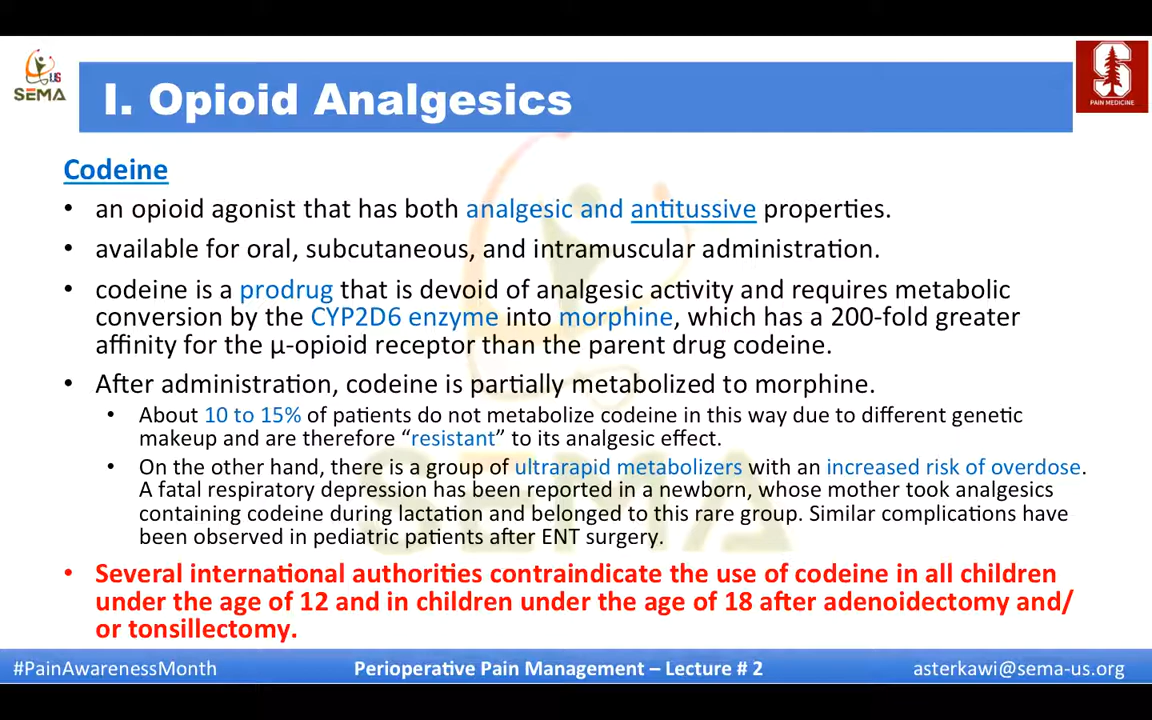 US
SEMA
I. Opioid Analgesics
S
PAIN MEDICINE
Codeine
• an opioid agonist that has both analgesic and antitussive properties.
• available for oral, subcutaneous, and intramuscular administration.
• codeine is a prodrug that is devoid of analgesic activity and requires metabolic
conversion by the CYP2D6 enzyme into morphine, which has a 200-fold greater
affinity for the μ-opioid receptor than the parent drug codeine.
• After administration, codeine is partially metabolized to morphine.
• About 10 to 15% of patients do not metabolize codeine in this way due to different genetic
makeup and are therefore “resistant” to its analgesic effect.
• On the other hand, there is a group of ultrarapid metabolizers with an increased risk of overdose.
A fatal respiratory depression has been reported in a newborn, whose mother took analgesics
containing codeine during lactation and belonged to this rare group. Similar complications have
been observed in pediatric patients after ENT surgery.
• Several international authorities contraindicate the use of codeine in all children
under the age of 12 and in children under the age of 18 after adenoidectomy and/
or tonsillectomy.
SEMA
#PainAwarenessMonth
Perioperative Pain Management – Lecture # 2
asterkawi@sema-us.org